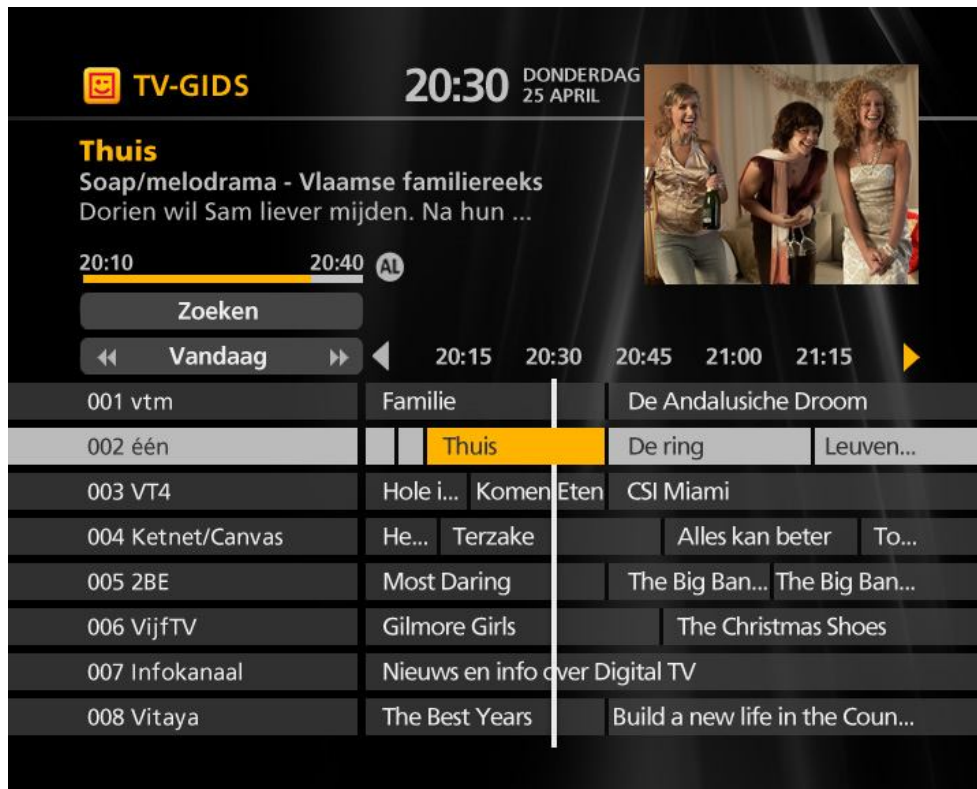 TV-GIDS
20:30 DONDERDAG
25 APRIL
Thuis
Soap/melodrama - Vlaamse familiereeks
Dorien wil Sam liever mijden. Na hun ...
20:10 20:40 AL
Zoeken
Vandaag 20:15 20:30 20:45 21:00 21:15
001 vtm Familie De Andalusiche Droom
002 één Thuis De ring Leuven...
003 VT4 Hole i... Komen Eten CSI Miami
004 Ketnet/Canvas He... Terzake Alles kan beter To...
005 2BE Most Daring The Big Ban... The Big Ban...
006 VijfTV Gilmore Girls The Christmas Shoes
007 Infokanaal Nieuws en info over Digital TV
008 Vitaya The Best Years Build a new life in the Coun...